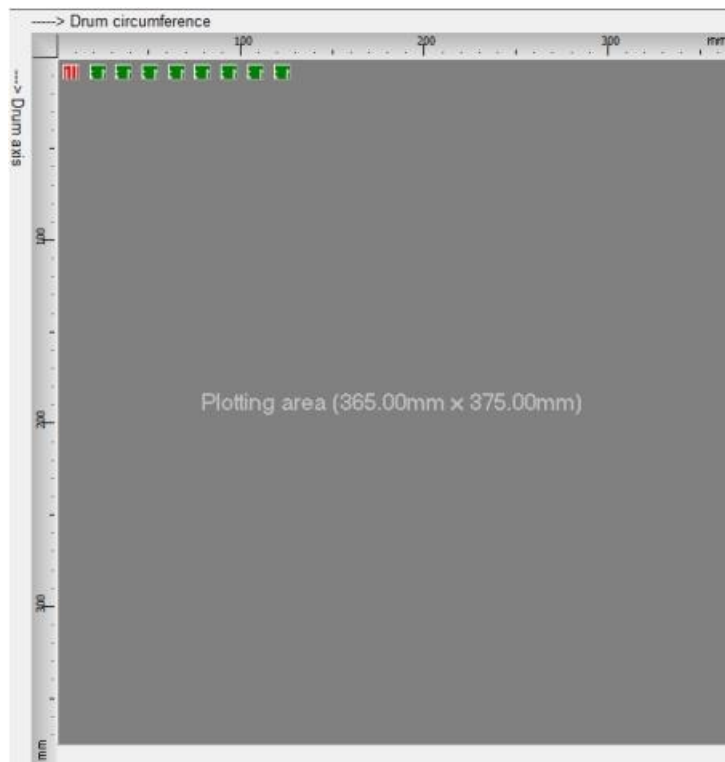 -----> Drum circumference
100
200
300
mm
---> Drum axis
100
Plotting area (365.00mm x 375.00mm)
200
300
mm